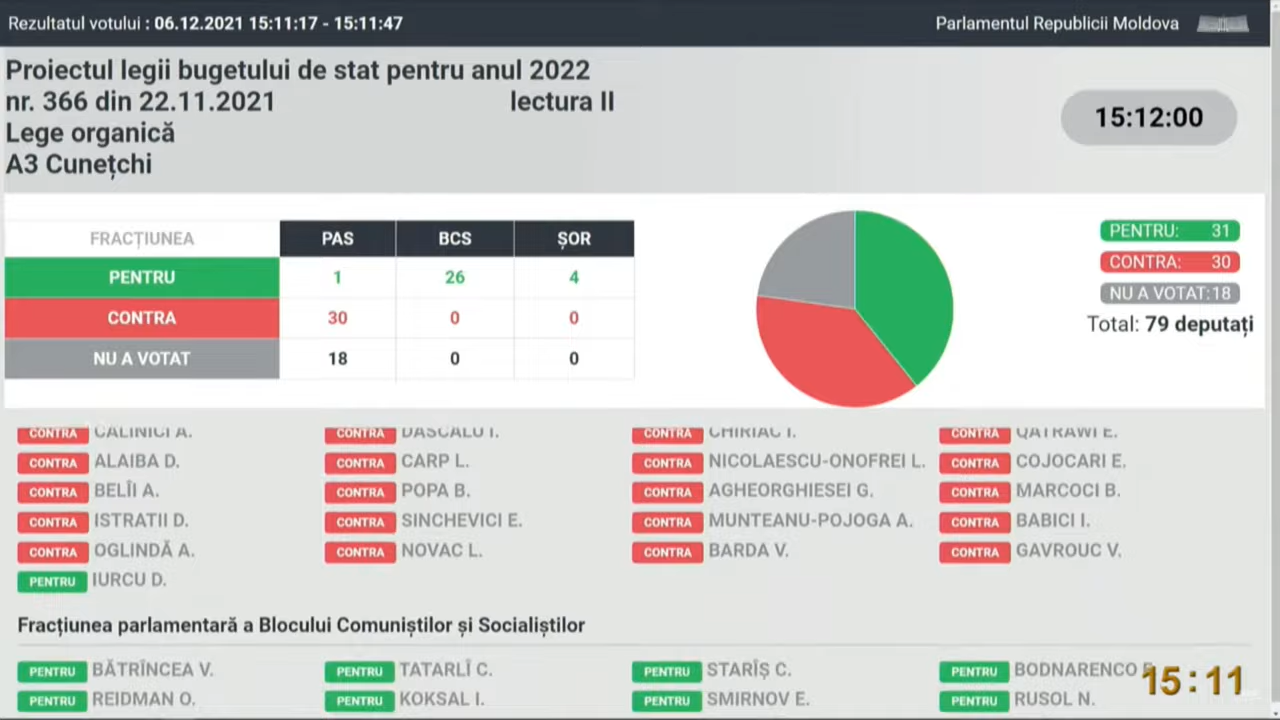 Rezultatul votului : 06.12.2021 15:11:17 - 15:11:47
Parlamentul Republicii Moldova
Proiectul legii bugetului de stat pentru anul 2022
nr. 366 din 22.11.2021 lectura II
Lege organică
A3 Cunețchi
15:12:00
FRACȚIUNEA PAS BCS ȘOR
PENTRU 1 26 4
CONTRA 30 0 0
NU A VOTAT 18 0 0
PENTRU: 31
CONTRA: 30
NU A VOTAT: 18
Total: 79 deputați
CONTRA CALINICI A. CONTRA DASCALU I. CONTRA CHIRIAC I. CONTRA QATRAWI E.
CONTRA ALAIBA D. CONTRA CARP L. CONTRA NICOLAESCU-ONOFREI L. CONTRA COJOCARI E.
CONTRA BELÎI A. CONTRA POPA B. CONTRA AGHEORGHIESEI G. CONTRA MARCOCI B.
CONTRA ISTRATII D. CONTRA SINCHEVICI E. CONTRA MUNTEANU-POJOGA A. CONTRA BABICI I.
CONTRA OGLINDĂ A. CONTRA NOVAC L. CONTRA BARDA V. CONTRA GAVROUC V.
PENTRU IURCU D.
Fracțiunea parlamentară a Blocului Comuniștilor și Socialiștilor
PENTRU BĂTRÎNCEA V. PENTRU TATARLÎ C. PENTRU STARÎȘ C. PENTRU BODNARENCO
PENTRU REIDMAN O. PENTRU KOKSAL I. PENTRU SMIRNOV E. PENTRU RUSOL N.
15:11